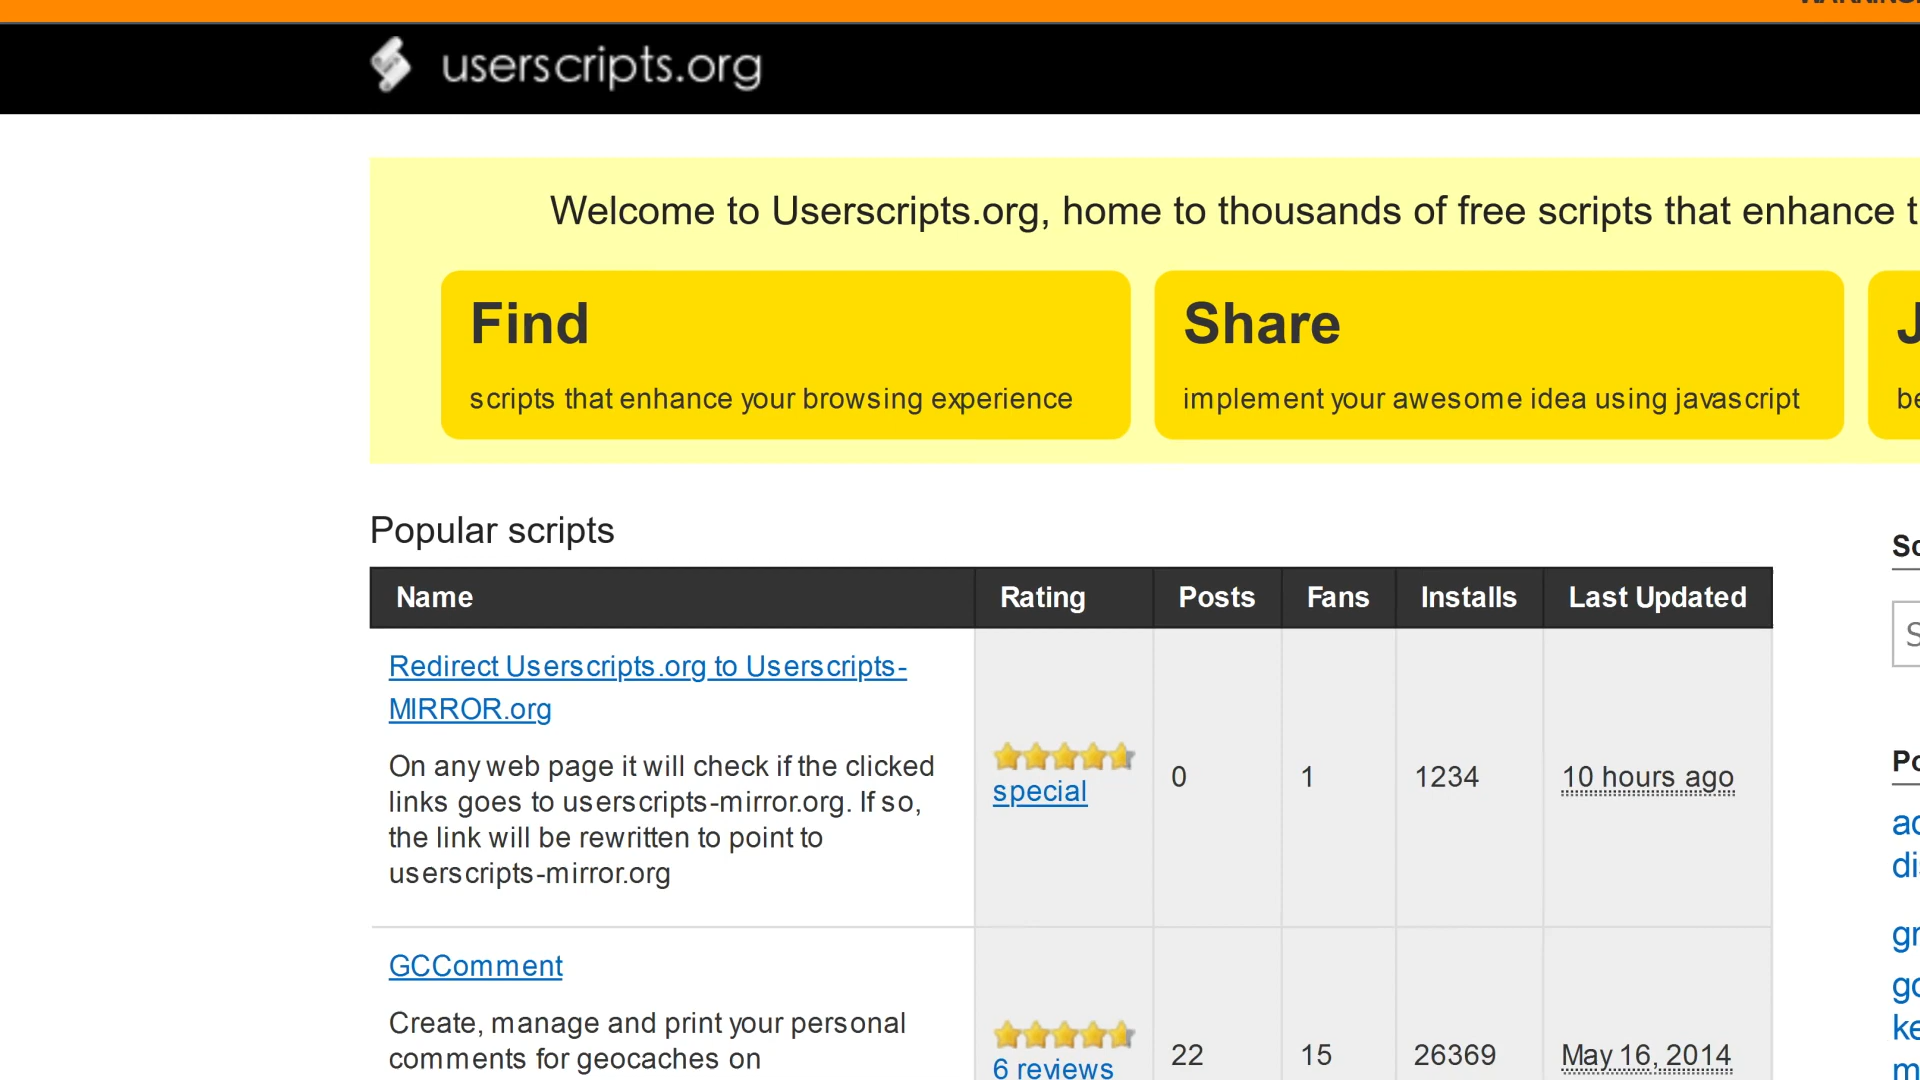 userscripts.org
Welcome to Userscripts.org, home to thousands of free scripts that enhance
Find
scripts that enhance your browsing experience
Share
implement your awesome idea using javascript
Popular scripts
Name Rating Posts Fans Installs Last Updated
Redirect Userscripts.org to Userscripts-
MIRROR.org
On any web page it will check if the clicked
links goes to userscripts-mirror.org. If so,
the link will be rewritten to point to
userscripts-mirror.org
special
0 1 1234 10 hours ago
GCComment
Create, manage and print your personal
comments for geocaches on
6 reviews
22 15 26369 May 16, 2014